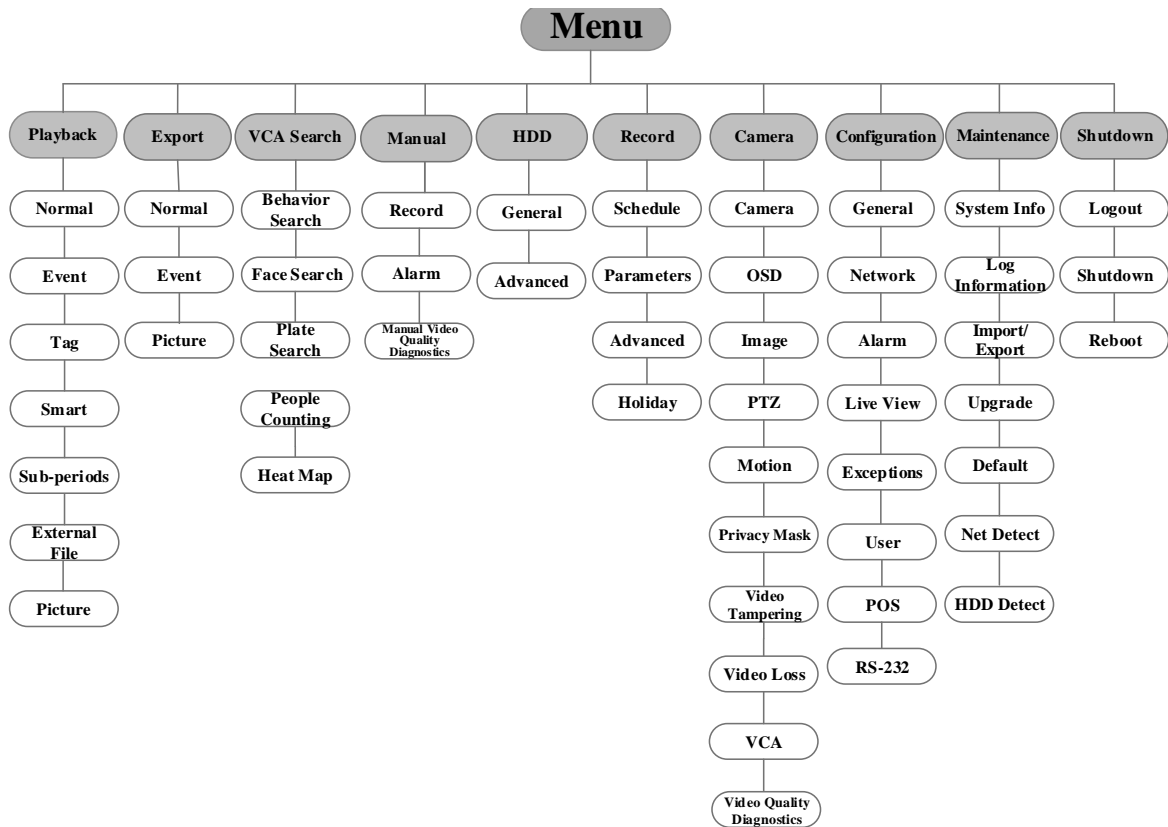 Menu
Playback
Export
VCA Search
Manual
HDD
Record
Camera
Configuration
Maintenance
Shutdown
Normal
Event
Tag
Smart
Sub-periods
External
File
Picture
Normal
Event
Picture
Behavior
Search
Face Search
Plate
Search
People
Counting
Heat Map
Record
Alarm
Manual Video
Quality
Diagnostics
General
Advanced
Schedule
Parameters
Advanced
Holiday
Camera
OSD
Image
PTZ
Motion
Privacy Mask
Video
Tampering
Video Loss
VCA
Video Quality
Diagnostics
General
Network
Alarm
Live View
Exceptions
User
POS
RS-232
System Info
Log
Information
Import/
Export
Upgrade
Default
Net Detect
HDD Detect
Logout
Shutdown
Reboot